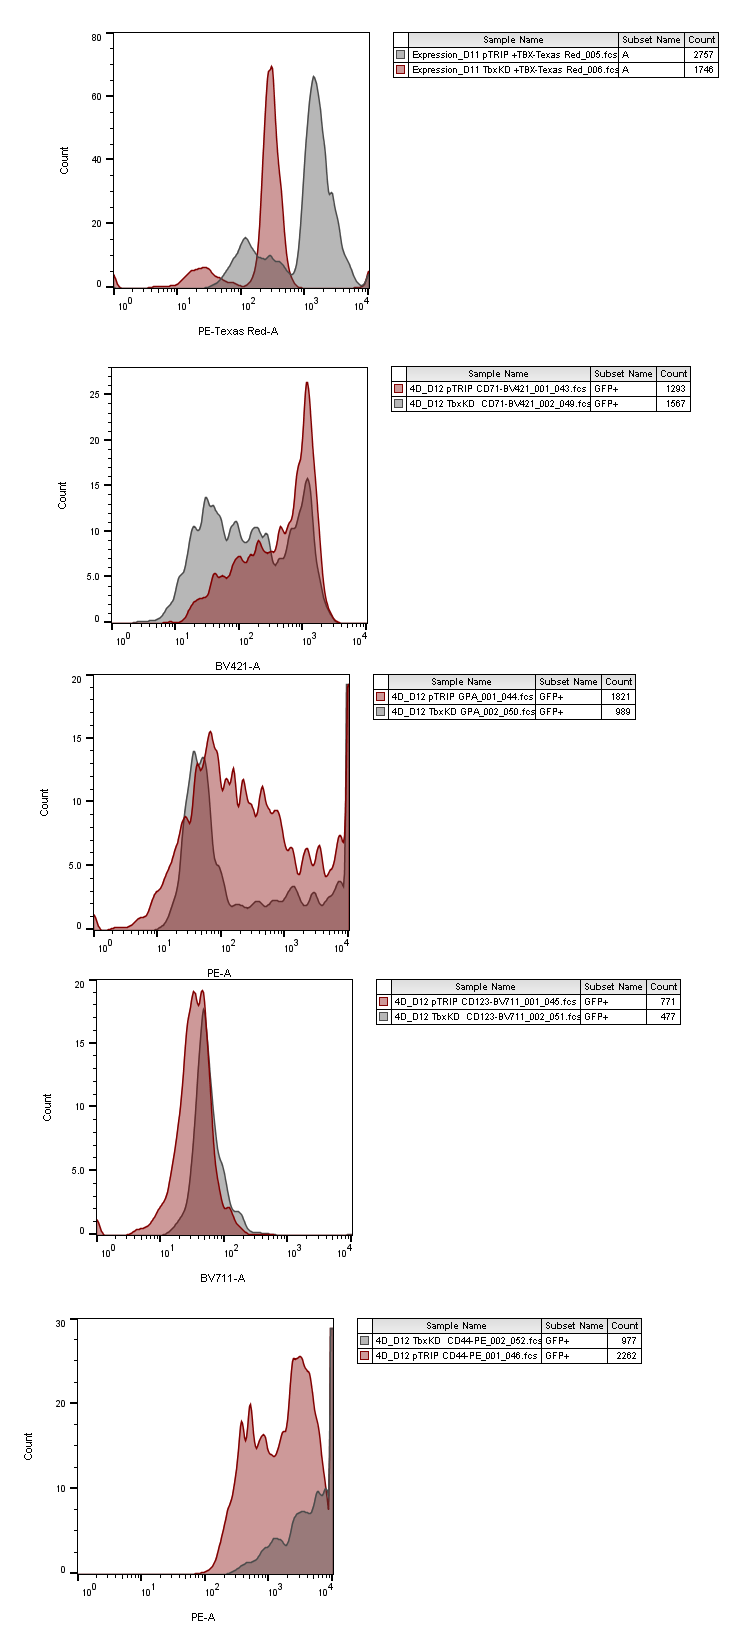 80
60
40
20
0
Count
10^0 10^1 10^2 10^3 10^4
PE-Texas Red-A
Sample Name Subset Name Count
Expression_D11 pTRIP +TBX-Texas Red_005.fcs A 2757
Expression_D11 TbxKD +TBX-Texas Red_006.fcs A 1746
25
20
15
10
5.0
0
Count
10^0 10^1 10^2 10^3 10^4
BV421-A
Sample Name Subset Name Count
4D_D12 pTRIP CD71-BV421_001_043.fcs GFP+ 1293
4D_D12 TbxKD CD71-BV421_002_049.fcs GFP+ 1567
20
15
10
5.0
0
Count
10^0 10^1 10^2 10^3 10^4
PE-A
Sample Name Subset Name Count
4D_D12 pTRIP GPA_001_044.fcs GFP+ 1821
4D_D12 TbxKD GPA_002_050.fcs GFP+ 989
20
15
10
5.0
0
Count
10^0 10^1 10^2 10^3 10^4
BV711-A
Sample Name Subset Name Count
4D_D12 pTRIP CD123-BV711_001_045.fcs GFP+ 771
4D_D12 TbxKD CD123-BV711_002_051.fcs GFP+ 477
30
20
10
0
Count
10^0 10^1 10^2 10^3 10^4
PE-A
Sample Name Subset Name Count
4D_D12 TbxKD CD44-PE_002_052.fcs GFP+ 977
4D_D12 pTRIP CD44-PE_001_046.fcs GFP+ 2262